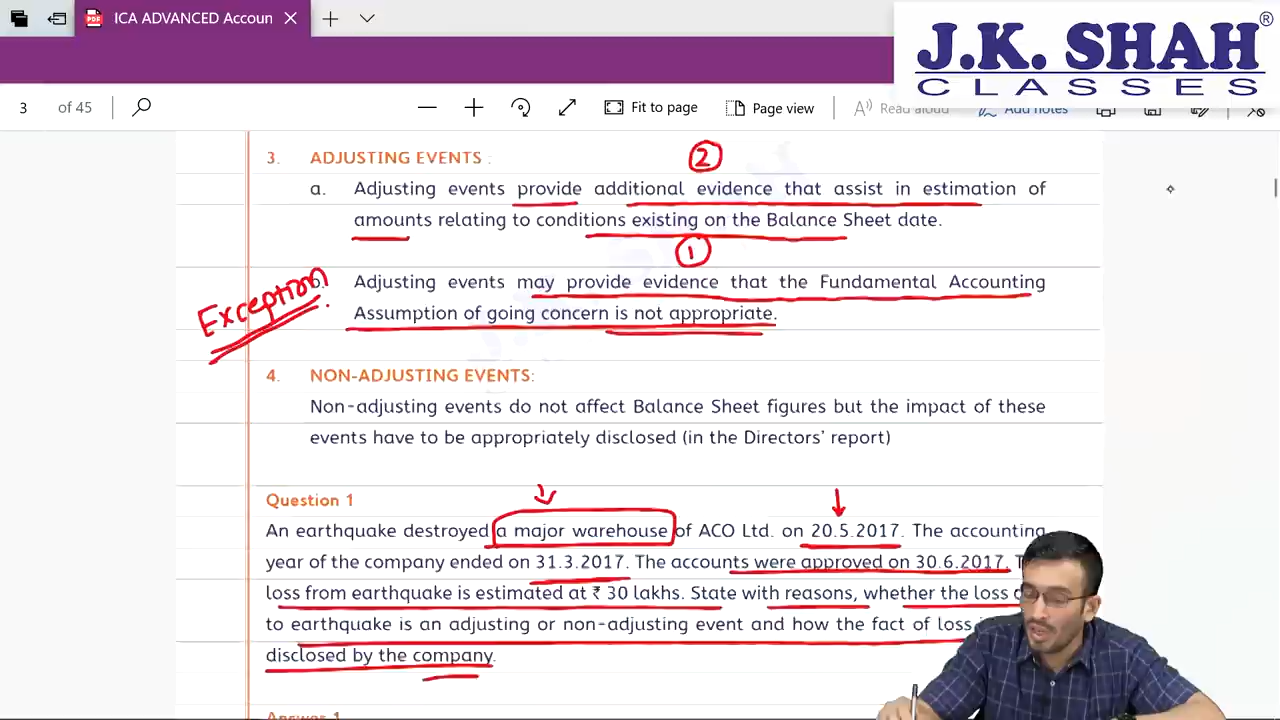 ICA ADVANCED Accoun
J.K. SHAH®
CLASSES
3 of 45
Fit to page
Page view
Read aloud
Add notes
3. ADJUSTING EVENTS :
②
a. Adjusting events provide additional evidence that assist in estimation of
amounts relating to conditions existing on the Balance Sheet date.
①
Exception
Adjusting events may provide evidence that the Fundamental Accounting
Assumption of going concern is not appropriate.
4. NON-ADJUSTING EVENTS:
Non-adjusting events do not affect Balance Sheet figures but the impact of these
events have to be appropriately disclosed (in the Directors' report)
Question 1
An earthquake destroyed a major warehouse of ACO Ltd. on 20.5.2017. The accounting
year of the company ended on 31.3.2017. The accounts were approved on 30.6.2017.
loss from earthquake is estimated at ₹ 30 lakhs. State with reasons, whether the loss
to earthquake is an adjusting or non-adjusting event and how the fact of loss
disclosed by the company.
Answer 1